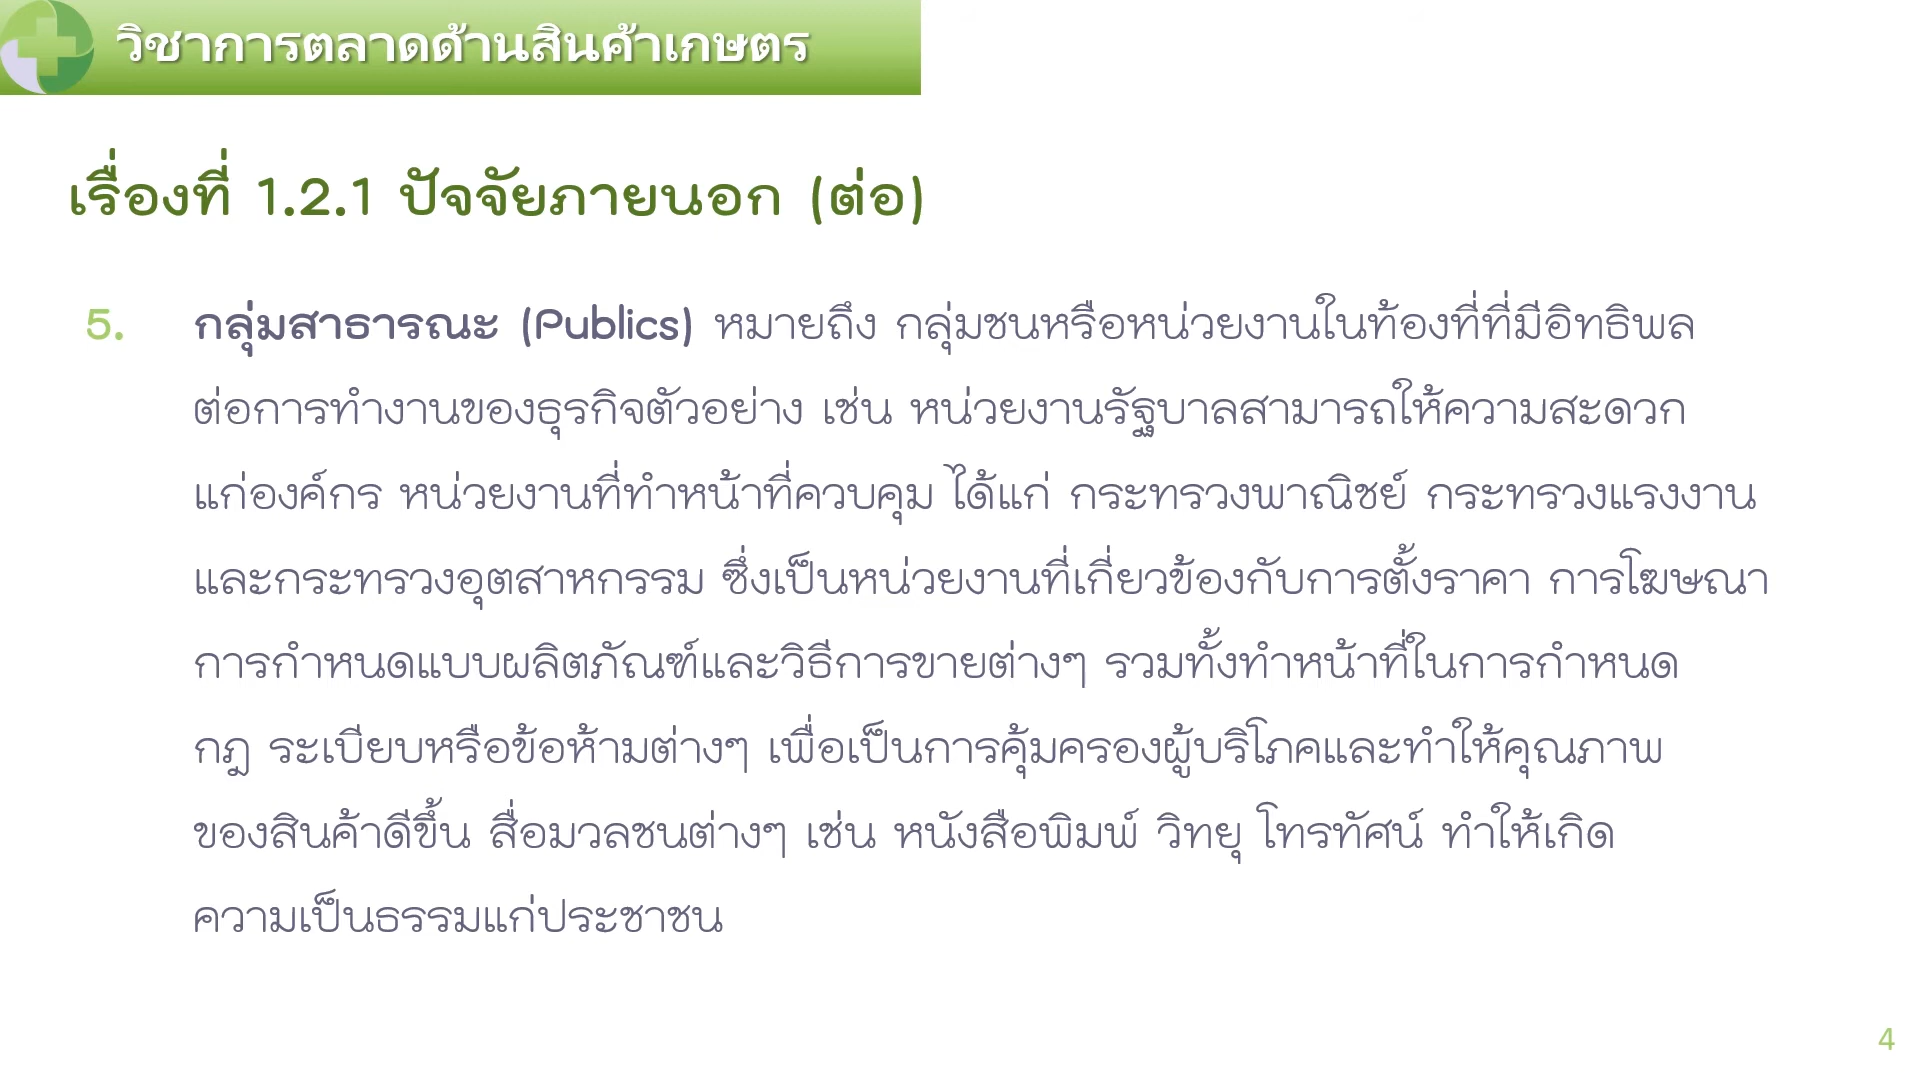 วิชาการตลาดด้านสินค้าเกษตร
เรื่องที่ 1.2.1 ปัจจัยภายนอก (ต่อ)
5. กลุ่มสาธารณะ (Publics) หมายถึง กลุ่มชนหรือหน่วยงานในท้องที่ที่มีอิทธิพล
ต่อการทำงานของธุรกิจตัวอย่าง เช่น หน่วยงานรัฐบาลสามารถให้ความสะดวก
แก่องค์กร หน่วยงานที่ทำหน้าที่ควบคุม ได้แก่ กระทรวงพาณิชย์ กระทรวงแรงงาน
และกระทรวงอุตสาหกรรม ซึ่งเป็นหน่วยงานที่เกี่ยวข้องกับการตั้งราคา การโฆษณา
การกำหนดแบบผลิตภัณฑ์และวิธีการขายต่างๆ รวมทั้งทำหน้าที่ในการกำหนด
กฎ ระเบียบหรือข้อห้ามต่างๆ เพื่อเป็นการคุ้มครองผู้บริโภคและทำให้คุณภาพ
ของสินค้าดีขึ้น สื่อมวลชนต่างๆ เช่น หนังสือพิมพ์ วิทยุ โทรทัศน์ ทำให้เกิด
ความเป็นธรรมแก่ประชาชน
4